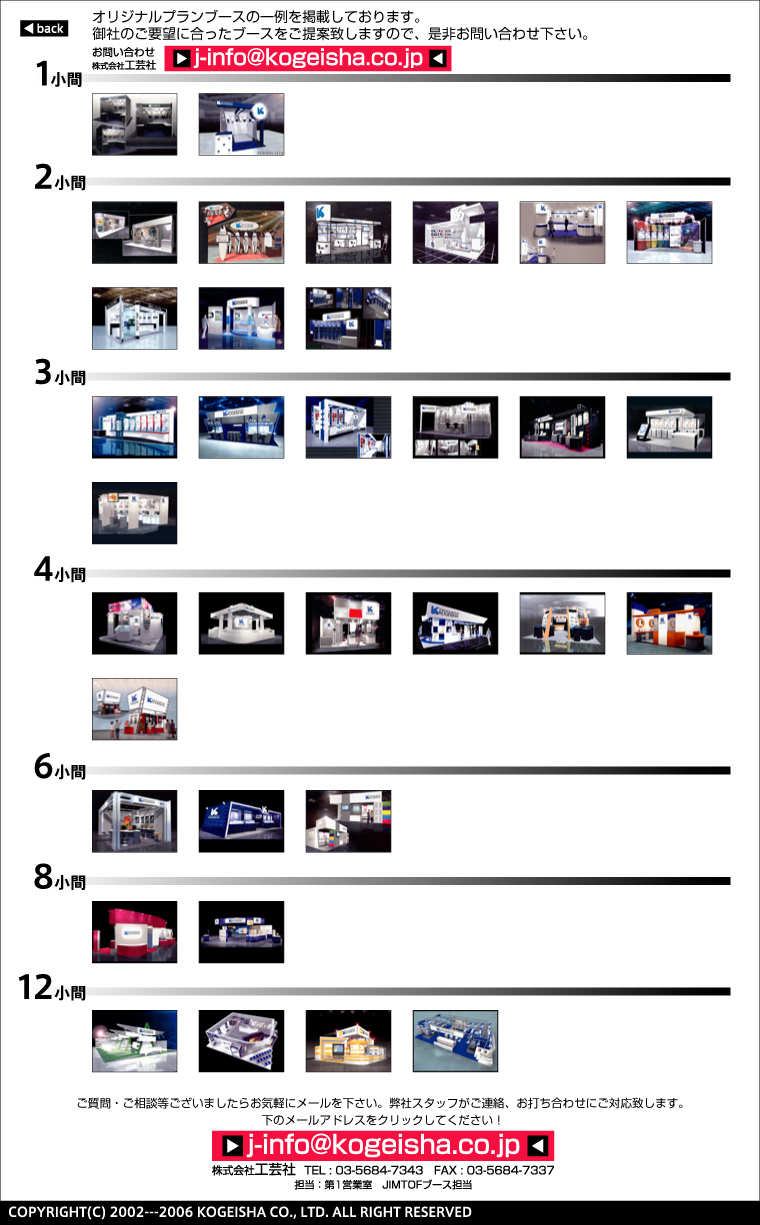 back
オリジナルプランブースの一例を掲載しております。
御社のご要望に合ったブースをご提案致しますので、是非お問い合わせ下さい。
お問い合わせ
株式会社工芸社 j-info@kogeisha.co.jp
1小間
2小間
3小間
4小間
6小間
8小間
12小間
ご質問・ご相談等ございましたらお気軽にメールを下さい。弊社スタッフがご連絡、お打ち合わせにご対応致します。
下のメールアドレスをクリックしてください！
j-info@kogeisha.co.jp
株式会社工芸社 TEL : 03-5684-7343 FAX : 03-5684-7337
担当：第1営業室 JIMTOFブース担当
COPYRIGHT(C) 2002---2006 KOGEISHA CO., LTD. ALL RIGHT RESERVED